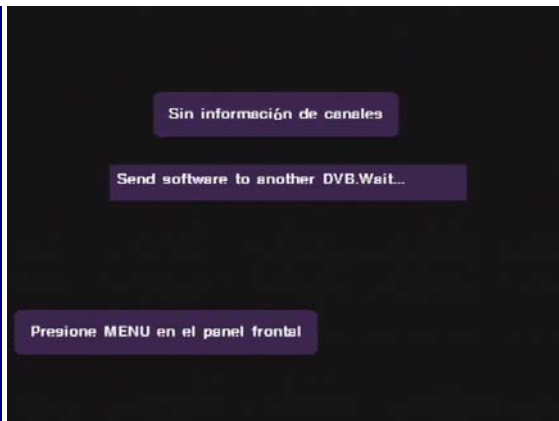 Sin información de canales
Send software to another DVB.Wait...
Presione MENU en el panel frontal